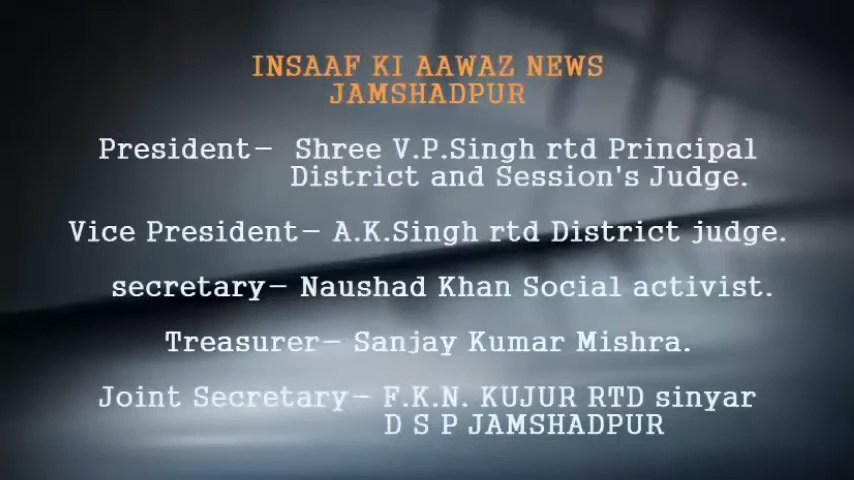 INSAAF KI AAWAZ NEWS
JAMSHADPUR
President- Shree V.P.Singh rtd Principal
District and Session's Judge.
Vice President- A.K.Singh rtd District judge.
secretary- Naushad Khan Social activist.
Treasurer- Sanjay Kumar Mishra.
Joint Secretary- F.K.N. KUJUR RTD sinyar
D S P JAMSHADPUR